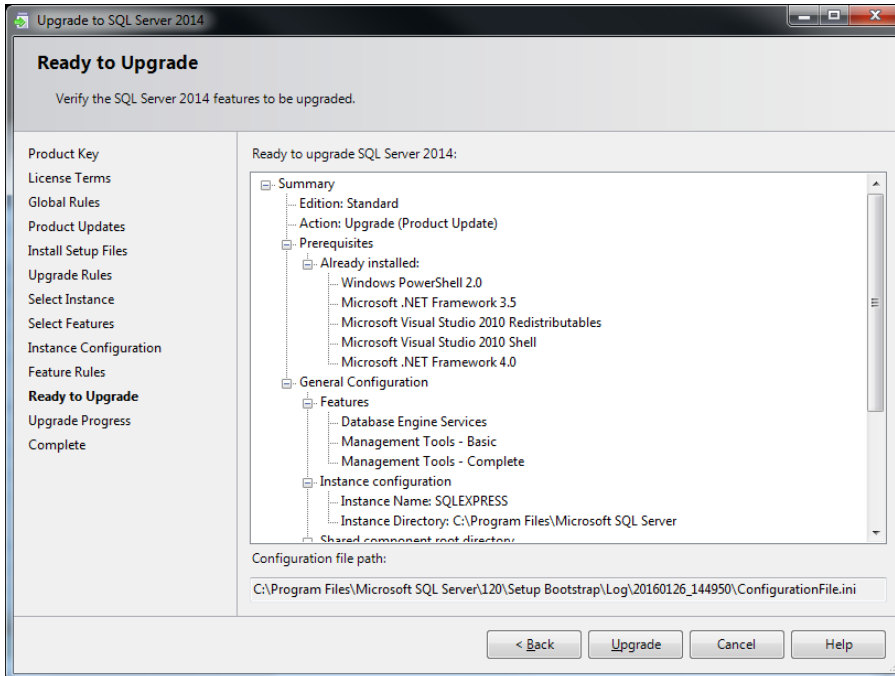 Upgrade to SQL Server 2014
Ready to Upgrade
Verify the SQL Server 2014 features to be upgraded.
Product Key
License Terms
Global Rules
Product Updates
Install Setup Files
Upgrade Rules
Select Instance
Select Features
Instance Configuration
Feature Rules
Ready to Upgrade
Upgrade Progress
Complete
Ready to upgrade SQL Server 2014:
Summary
Edition: Standard
Action: Upgrade (Product Update)
Prerequisites
Already installed:
Windows PowerShell 2.0
Microsoft .NET Framework 3.5
Microsoft Visual Studio 2010 Redistributables
Microsoft Visual Studio 2010 Shell
Microsoft .NET Framework 4.0
General Configuration
Features
Database Engine Services
Management Tools - Basic
Management Tools - Complete
Instance configuration
Instance Name: SQLEXPRESS
Instance Directory: C:\Program Files\Microsoft SQL Server
Shared component root directory
Configuration file path:
C:\Program Files\Microsoft SQL Server\120\Setup Bootstrap\Log\20160126_144950\ConfigurationFile.ini
< Back
Upgrade
Cancel
Help